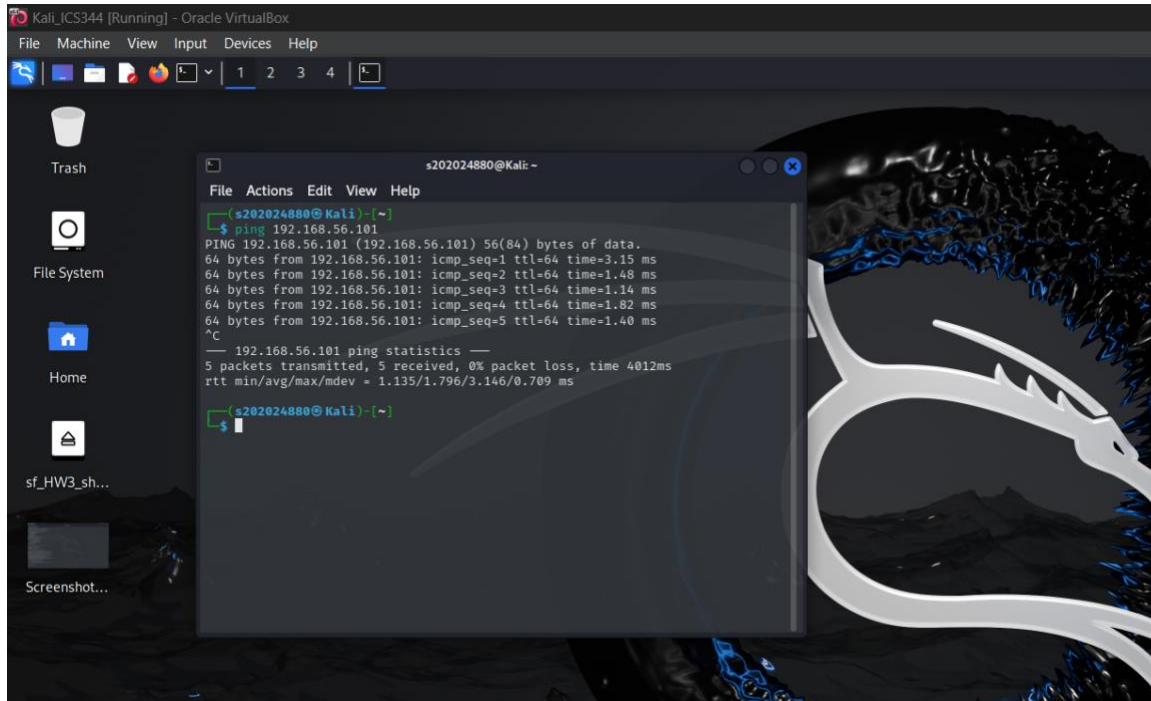 Kali_ICS344 [Running] - Oracle VirtualBox
File Machine View Input Devices Help
1 2 3 4
Trash
File System
Home
sf_HW3_sh...
Screenshot...
s202024880@Kali: ~
File Actions Edit View Help
┌──(s202024880㉿Kali)-[~]
└─$ ping 192.168.56.101
PING 192.168.56.101 (192.168.56.101) 56(84) bytes of data.
64 bytes from 192.168.56.101: icmp_seq=1 ttl=64 time=3.15 ms
64 bytes from 192.168.56.101: icmp_seq=2 ttl=64 time=1.48 ms
64 bytes from 192.168.56.101: icmp_seq=3 ttl=64 time=1.14 ms
64 bytes from 192.168.56.101: icmp_seq=4 ttl=64 time=1.82 ms
64 bytes from 192.168.56.101: icmp_seq=5 ttl=64 time=1.40 ms
^C
— 192.168.56.101 ping statistics —
5 packets transmitted, 5 received, 0% packet loss, time 4012ms
rtt min/avg/max/mdev = 1.135/1.796/3.146/0.709 ms
┌──(s202024880㉿Kali)-[~]
└─$